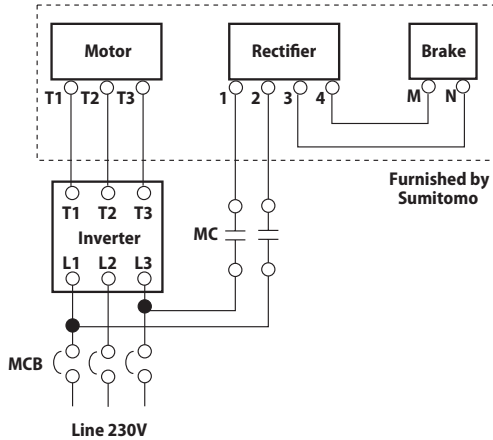 Motor Rectifier Brake
T1 T2 T3 1 2 3 4 M N
Furnished by
Sumitomo
T1 T2 T3
Inverter
MC
L1 L2 L3
MCB
Line 230V